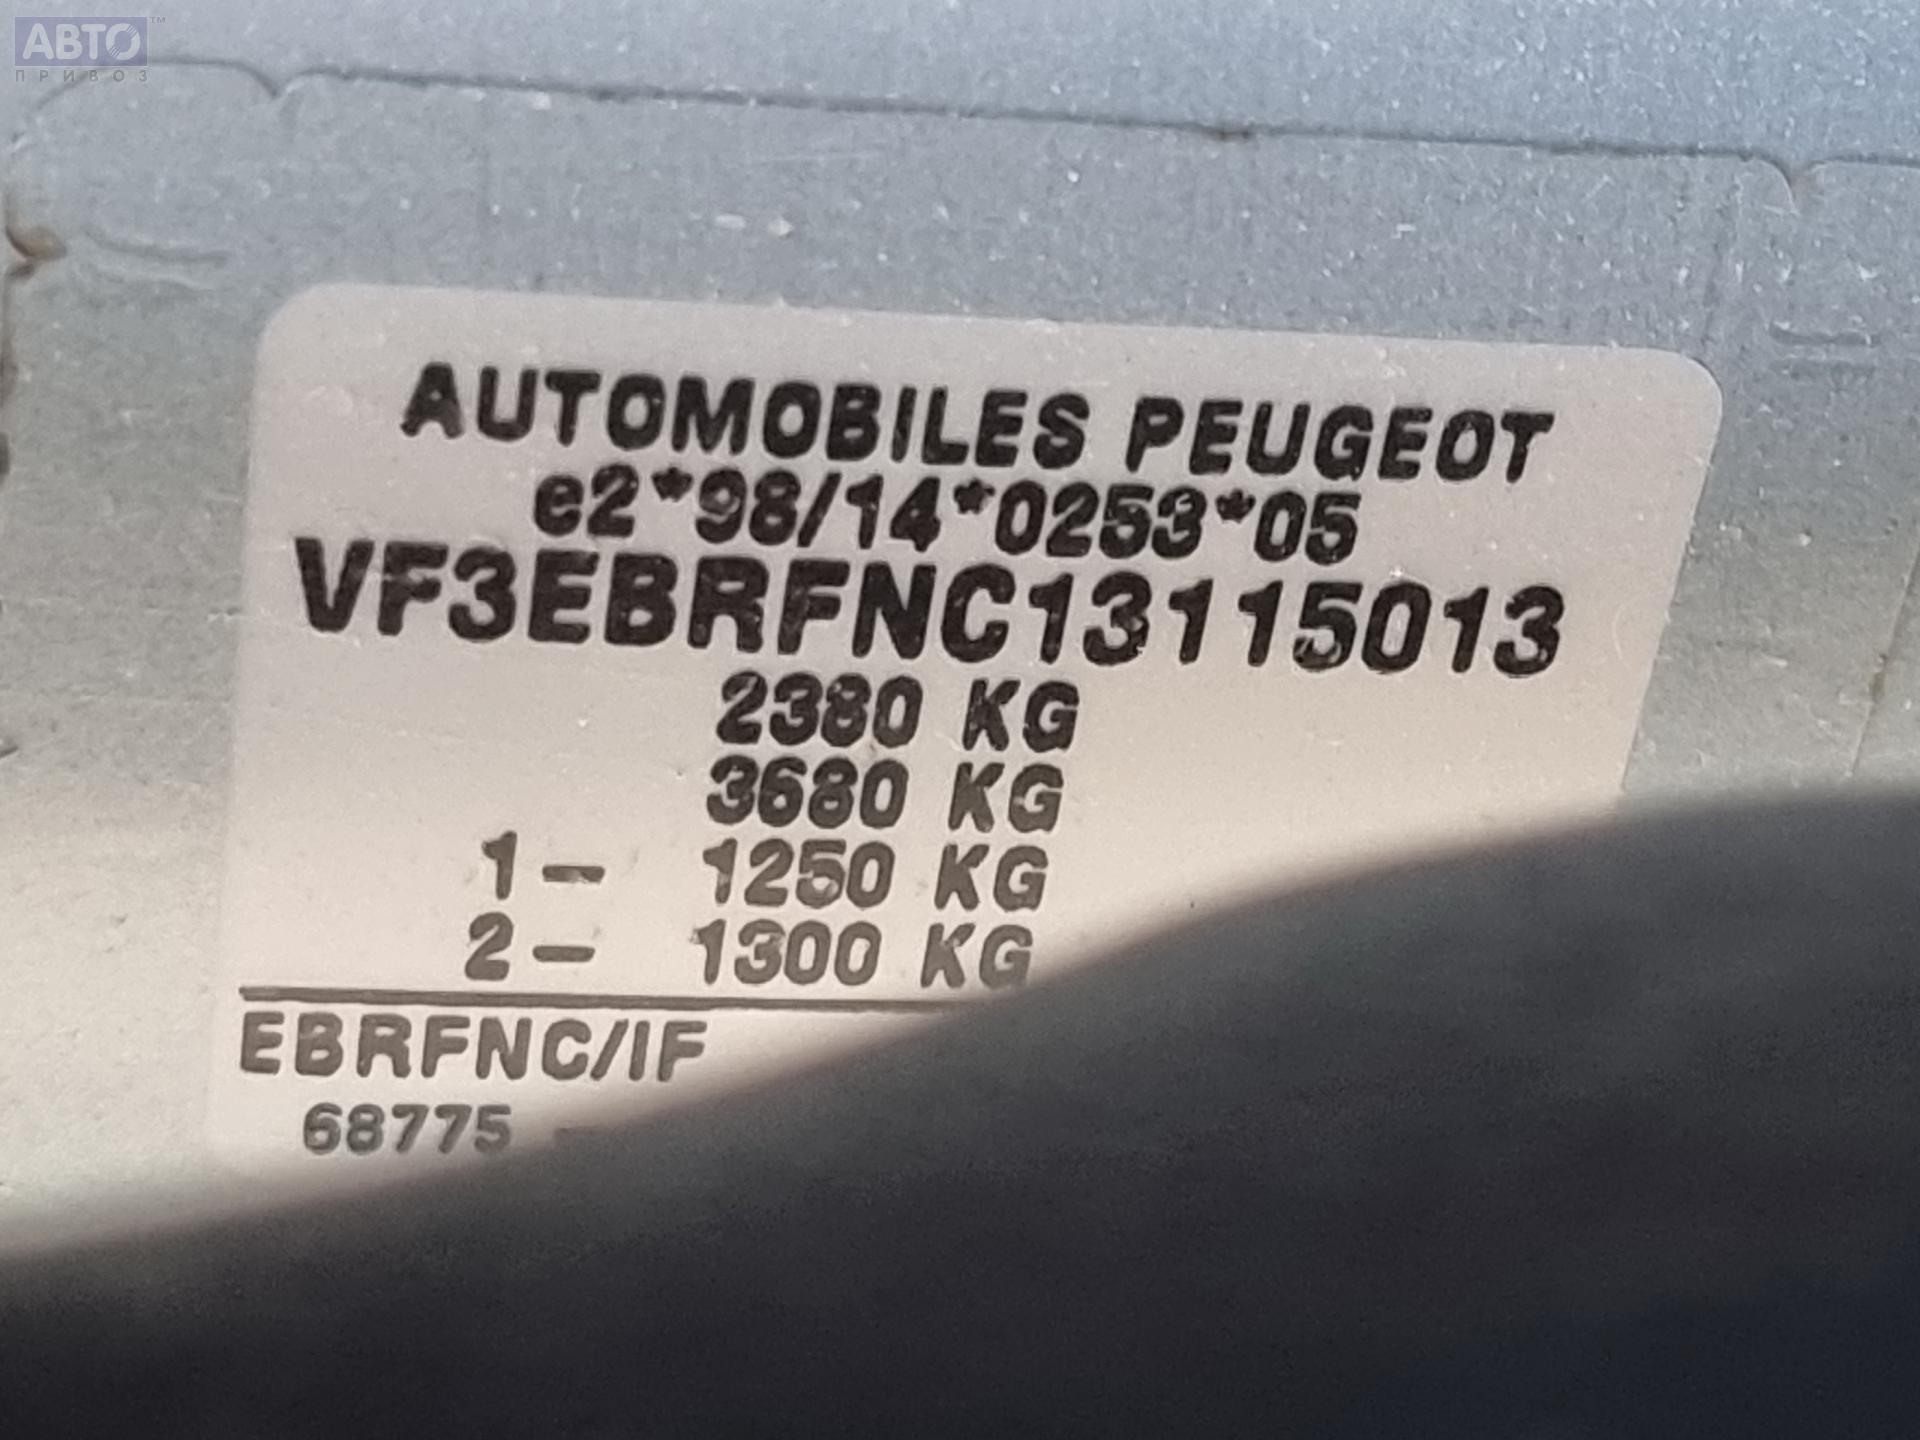 АВТО™
ПРИВОЗ
AUTOMOBILES PEUGEOT
e2*98/14*0253*05
VF3EBRFNC13115013
2380 KG
3680 KG
1- 1250 KG
2- 1300 KG
EBRFNC/IF
68775